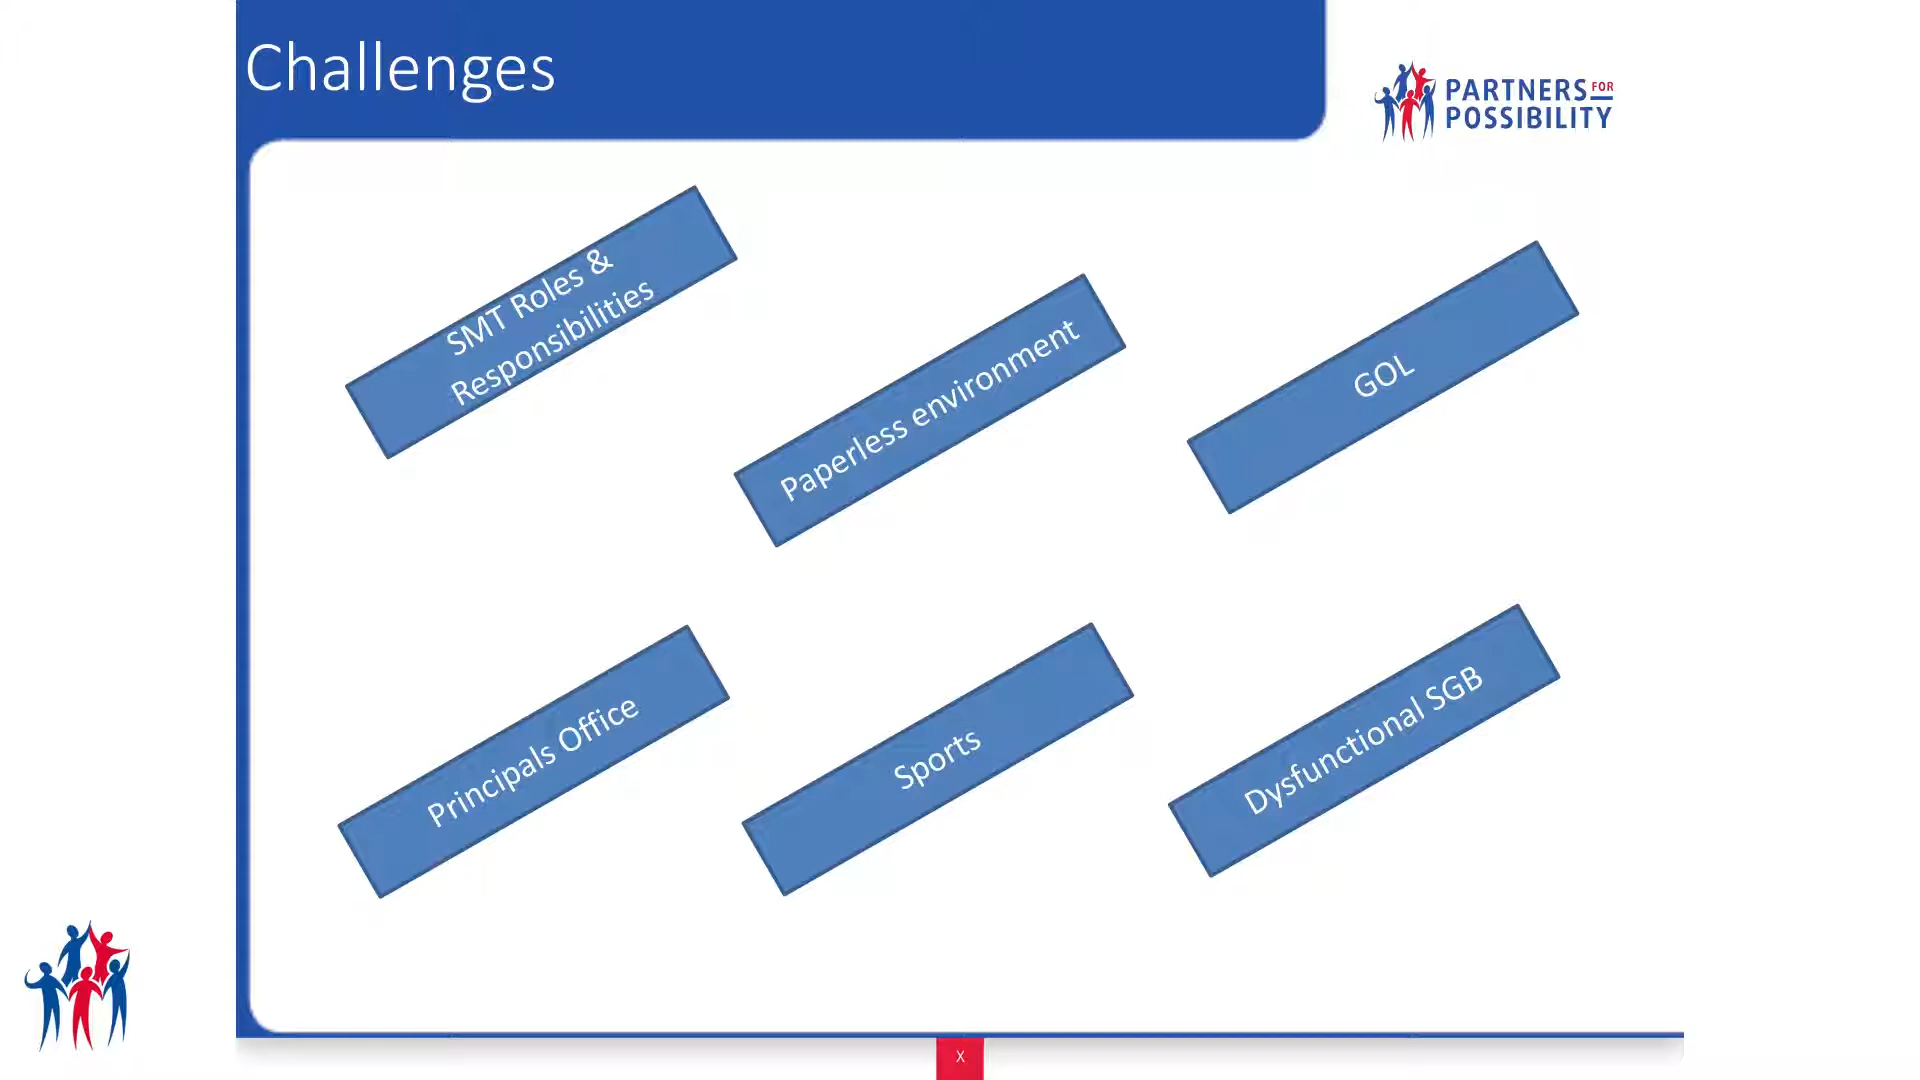 Challenges
PARTNERS FOR
POSSIBILITY
SMT Roles &
Responsibilities
Paperless environment
GOL
Principals Office
Sports
Dysfunctional SGB
X